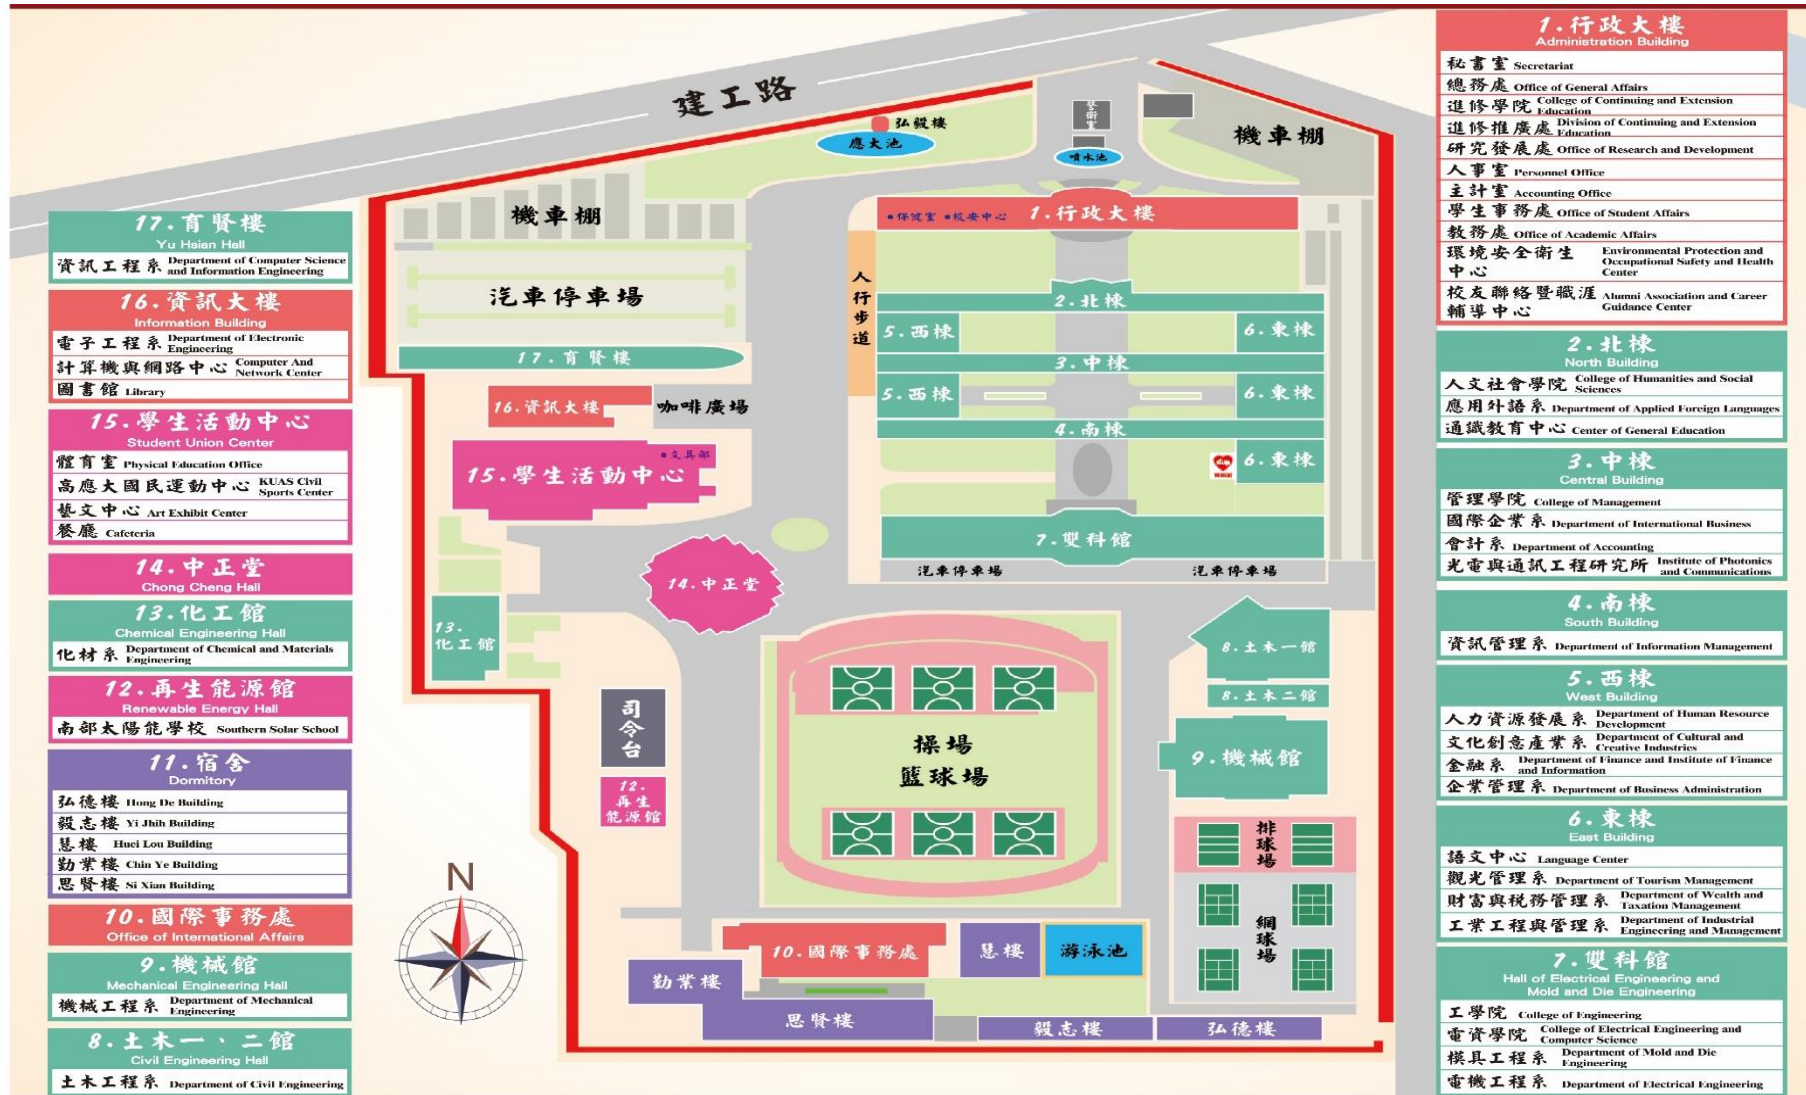 17.育賢樓
Yu Hsian Hall
資訊工程系 Department of Computer Science
and Information Engineering
16.資訊大樓
Information Building
電子工程系 Department of Electronic
Engineering
計算機與網路中心 Computer And
Network Center
圖書館 Library
15.學生活動中心
Student Union Center
體育室 Physical Education Office
高應大國民運動中心 KUAS Civil
Sports Center
藝文中心 Art Exhibit Center
餐廳 Cafeteria
14.中正堂
Chong Cheng Hall
13.化工館
Chemical Engineering Hall
化材系 Department of Chemical and Materials
Engineering
12.再生能源館
Renewable Energy Hall
南部太陽能學校 Southern Solar School
11.宿舍
Dormitory
弘德樓 Hong De Building
毅志樓 Yi Jhih Building
慧樓 Huei Lou Building
勤業樓 Chin Ye Building
思賢樓 Si Xian Building
10.國際事務處
Office of International Affairs
9.機械館
Mechanical Engineering Hall
機械工程系 Department of Mechanical
Engineering
8.土木一、二館
Civil Engineering Hall
土木工程系 Department of Civil Engineering
建工路
弘毅樓
應大池
警衛室
噴水池
機車棚
機車棚
•保健室 •校安中心 1.行政大樓
汽車停車場
人行步道
2.北棟
5.西棟
6.東棟
17.育賢樓
3.中棟
16.資訊大樓
咖啡廣場
5.西棟
6.東棟
4.南棟
•文具部
15.學生活動中心
6.東棟
7.雙科館
汽車停車場
汽車停車場
14.中正堂
13.
化工館
8.土木一館
8.土木二館
司令台
操場
籃球場
9.機械館
12.
再生
能源館
排球場
網球場
N
10.國際事務處
慧樓
游泳池
勤業樓
思賢樓
毅志樓
弘德樓
1.行政大樓
Administration Building
秘書室 Secretariat
總務處 Office of General Affairs
進修學院 College of Continuing and Extension
Education
進修推廣處 Division of Continuing and Extension
Education
研究發展處 Office of Research and Development
人事室 Personnel Office
主計室 Accounting Office
學生事務處 Office of Student Affairs
教務處 Office of Academic Affairs
環境安全衛生
中心 Environmental Protection and
Occupational Safety and Health
Center
校友聯絡暨職涯
輔導中心 Alumni Association and Career
Guidance Center
2.北棟
North Building
人文社會學院 College of Humanities and Social
Sciences
應用外語系 Department of Applied Foreign Languages
通識教育中心 Center of General Education
3.中棟
Central Building
管理學院 College of Management
國際企業系 Department of International Business
會計系 Department of Accounting
光電與通訊工程研究所 Institute of Photonics
and Communications
4.南棟
South Building
資訊管理系 Department of Information Management
5.西棟
West Building
人力資源發展系 Department of Human Resource
Development
文化創意產業系 Department of Cultural and
Creative Industries
金融系 Department of Finance and Institute of Finance
and Information
企業管理系 Department of Business Administration
6.東棟
East Building
語文中心 Language Center
觀光管理系 Department of Tourism Management
財富與稅務管理系 Department of Wealth and
Taxation Management
工業工程與管理系 Department of Industrial
Engineering and Management
7.雙科館
Hall of Electrical Engineering and
Mold and Die Engineering
工學院 College of Engineering
電資學院 College of Electrical Engineering and
Computer Science
模具工程系 Department of Mold and Die
Engineering
電機工程系 Department of Electrical Engineering